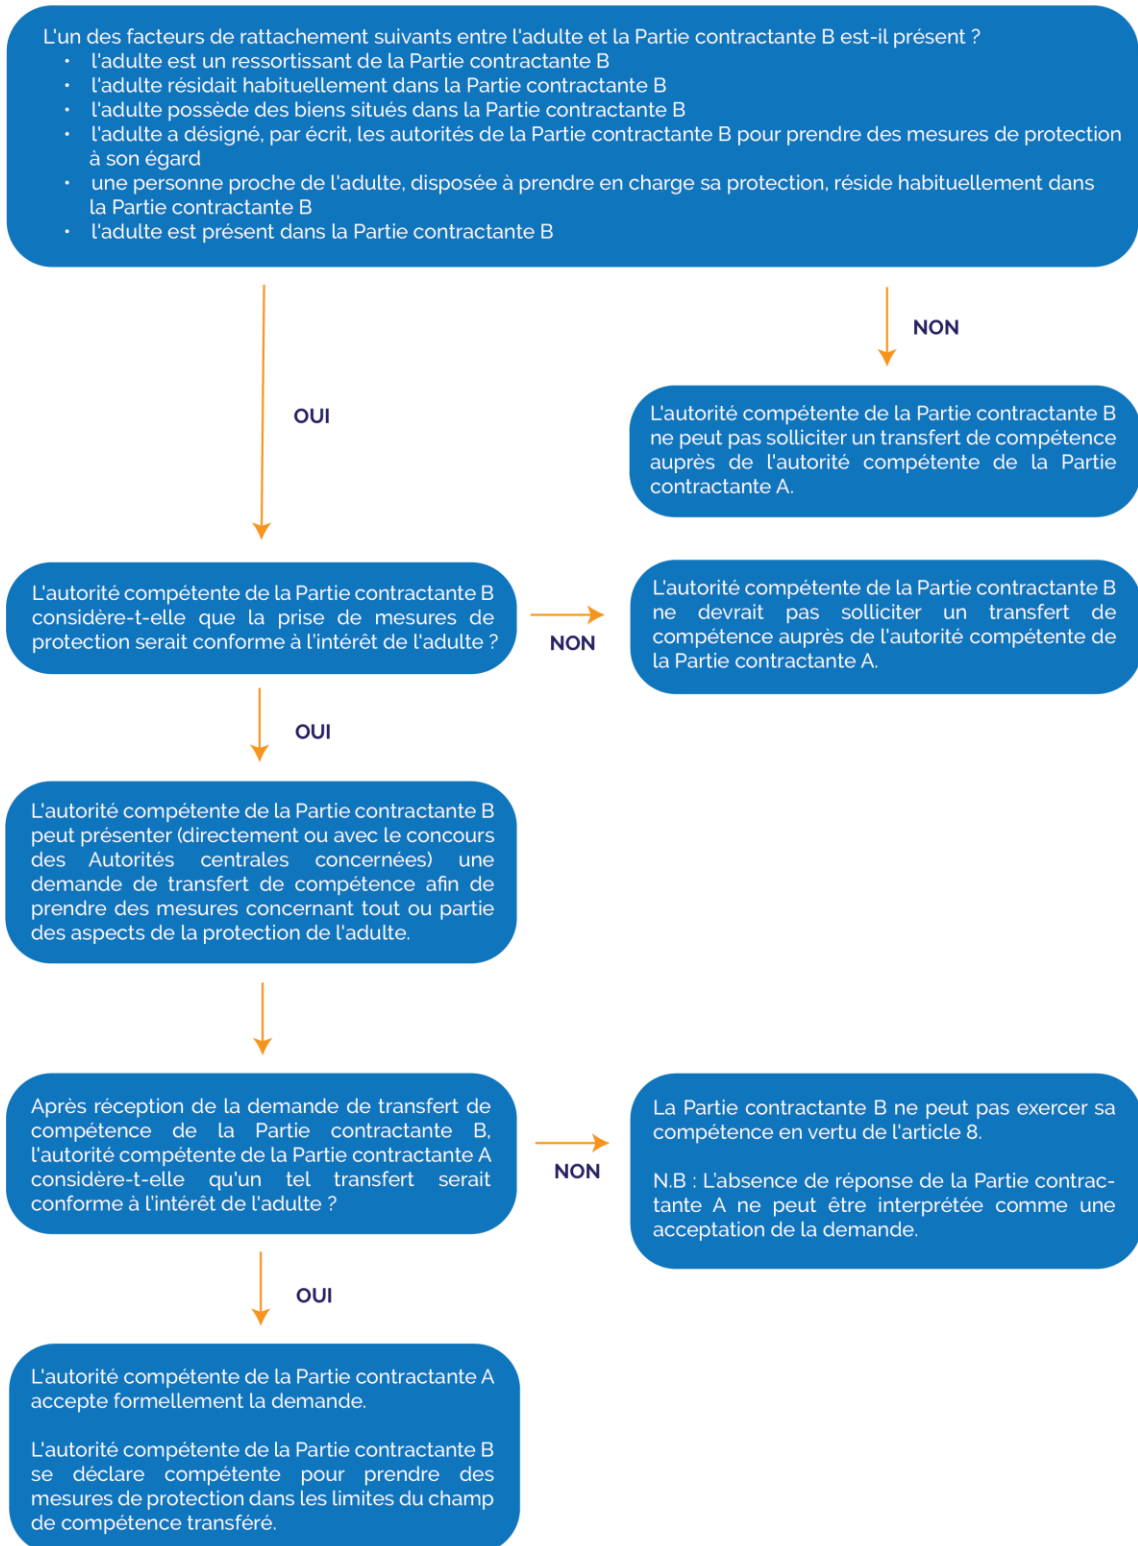 L'un des facteurs de rattachement suivants entre l'adulte et la Partie contractante B est-il présent ?
• l'adulte est un ressortissant de la Partie contractante B
• l'adulte résidait habituellement dans la Partie contractante B
• l'adulte possède des biens situés dans la Partie contractante B
• l'adulte a désigné, par écrit, les autorités de la Partie contractante B pour prendre des mesures de protection
à son égard
• une personne proche de l'adulte, disposée à prendre en charge sa protection, réside habituellement dans
la Partie contractante B
• l'adulte est présent dans la Partie contractante B
NON
OUI
L'autorité compétente de la Partie contractante B
ne peut pas solliciter un transfert de compétence
auprès de l'autorité compétente de la Partie
contractante A.
L'autorité compétente de la Partie contractante B
considère-t-elle que la prise de mesures de
protection serait conforme à l'intérêt de l'adulte ?
NON
L'autorité compétente de la Partie contractante B
ne devrait pas solliciter un transfert de
compétence auprès de l'autorité compétente de
la Partie contractante A.
OUI
L'autorité compétente de la Partie contractante B
peut présenter (directement ou avec le concours
des Autorités centrales concernées) une
demande de transfert de compétence afin de
prendre des mesures concernant tout ou partie
des aspects de la protection de l'adulte.
Après réception de la demande de transfert de
compétence de la Partie contractante B,
l'autorité compétente de la Partie contractante A
considère-t-elle qu'un tel transfert serait
conforme à l'intérêt de l'adulte ?
NON
La Partie contractante B ne peut pas exercer sa
compétence en vertu de l'article 8.
N.B : L'absence de réponse de la Partie contrac-
tante A ne peut être interprétée comme une
acceptation de la demande.
OUI
L'autorité compétente de la Partie contractante A
accepte formellement la demande.
L'autorité compétente de la Partie contractante B
se déclare compétente pour prendre des
mesures de protection dans les limites du champ
de compétence transféré.